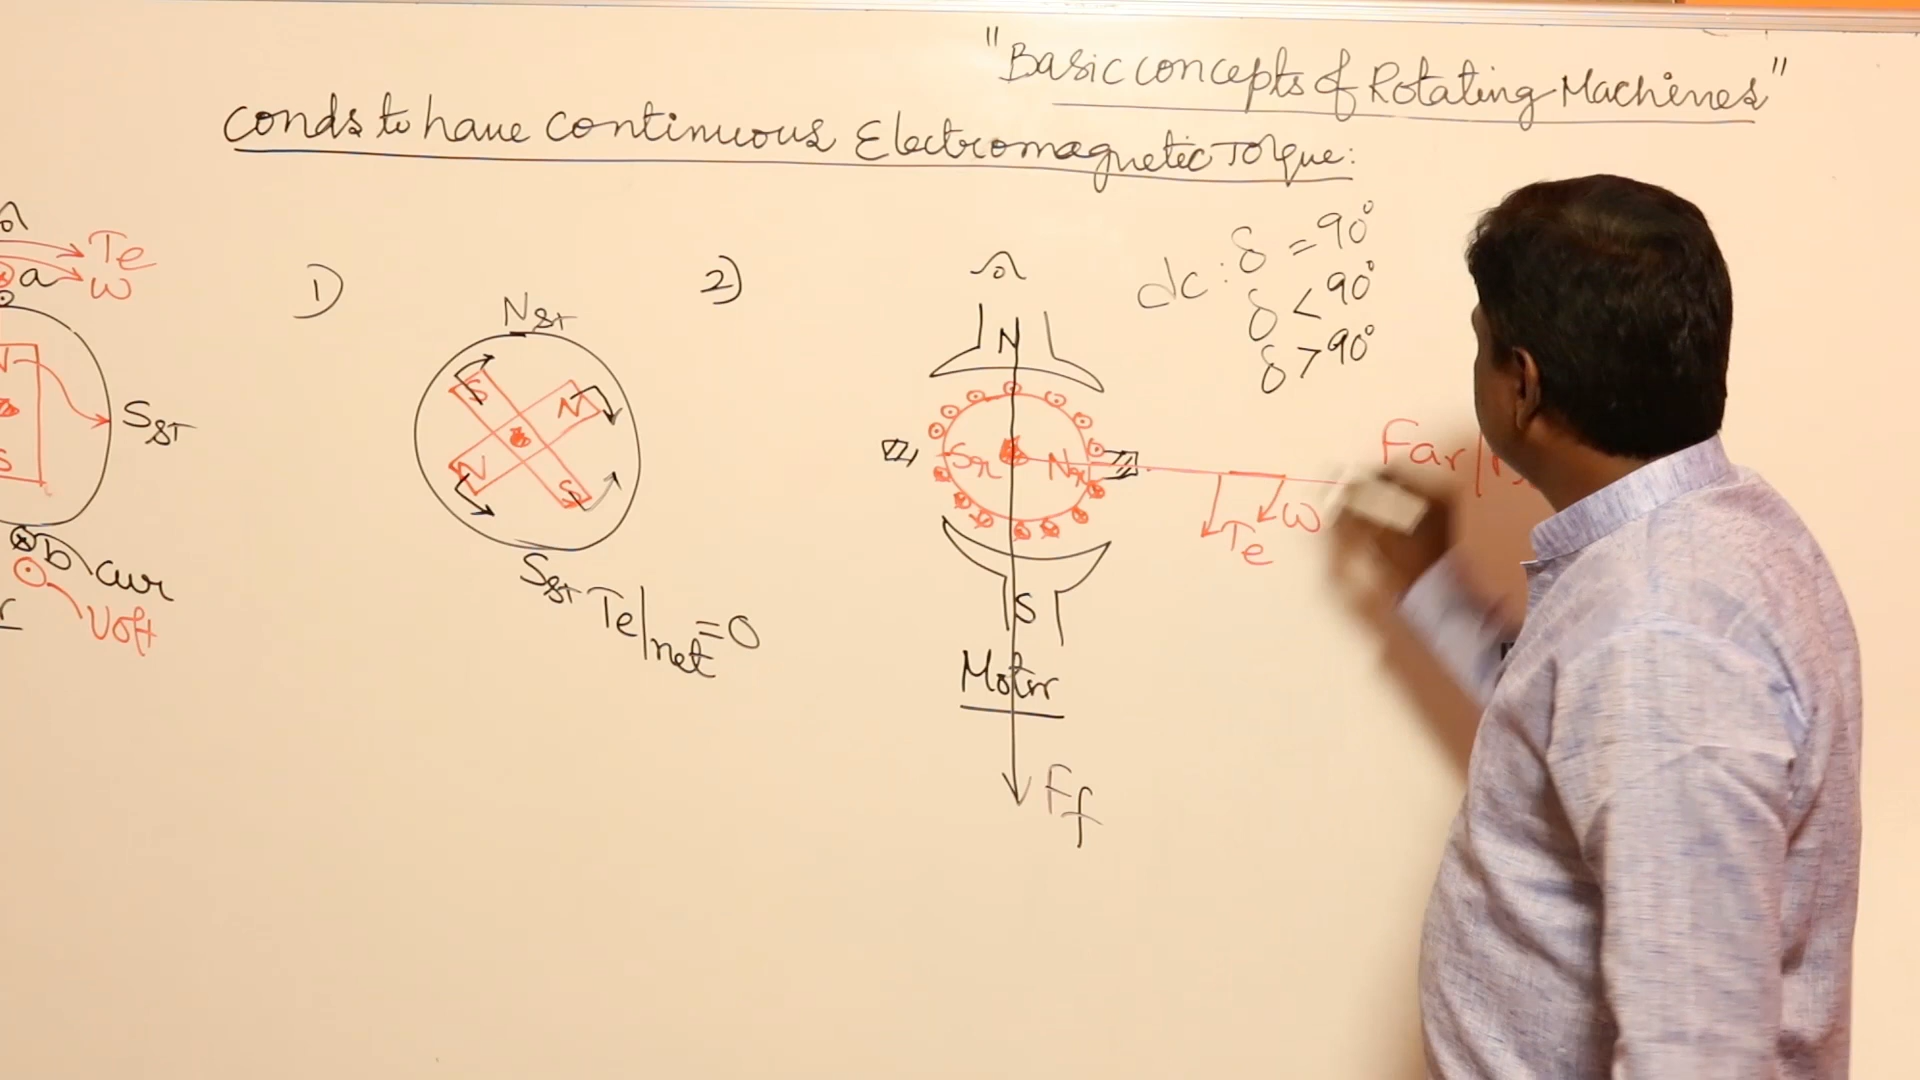 "Basic concepts of Rotating Machines"
Conds to have continuous Electromagnetic Torque:
Te
a
ω
S
SST
b
cur
Volt
1)
NST
S
N
N
S
SST
Te|net = 0
2)
N
Sr
Nr
S
Motor
Ff
dc: δ = 90°
δ < 90°
δ > 90°
Far|
Te
ω